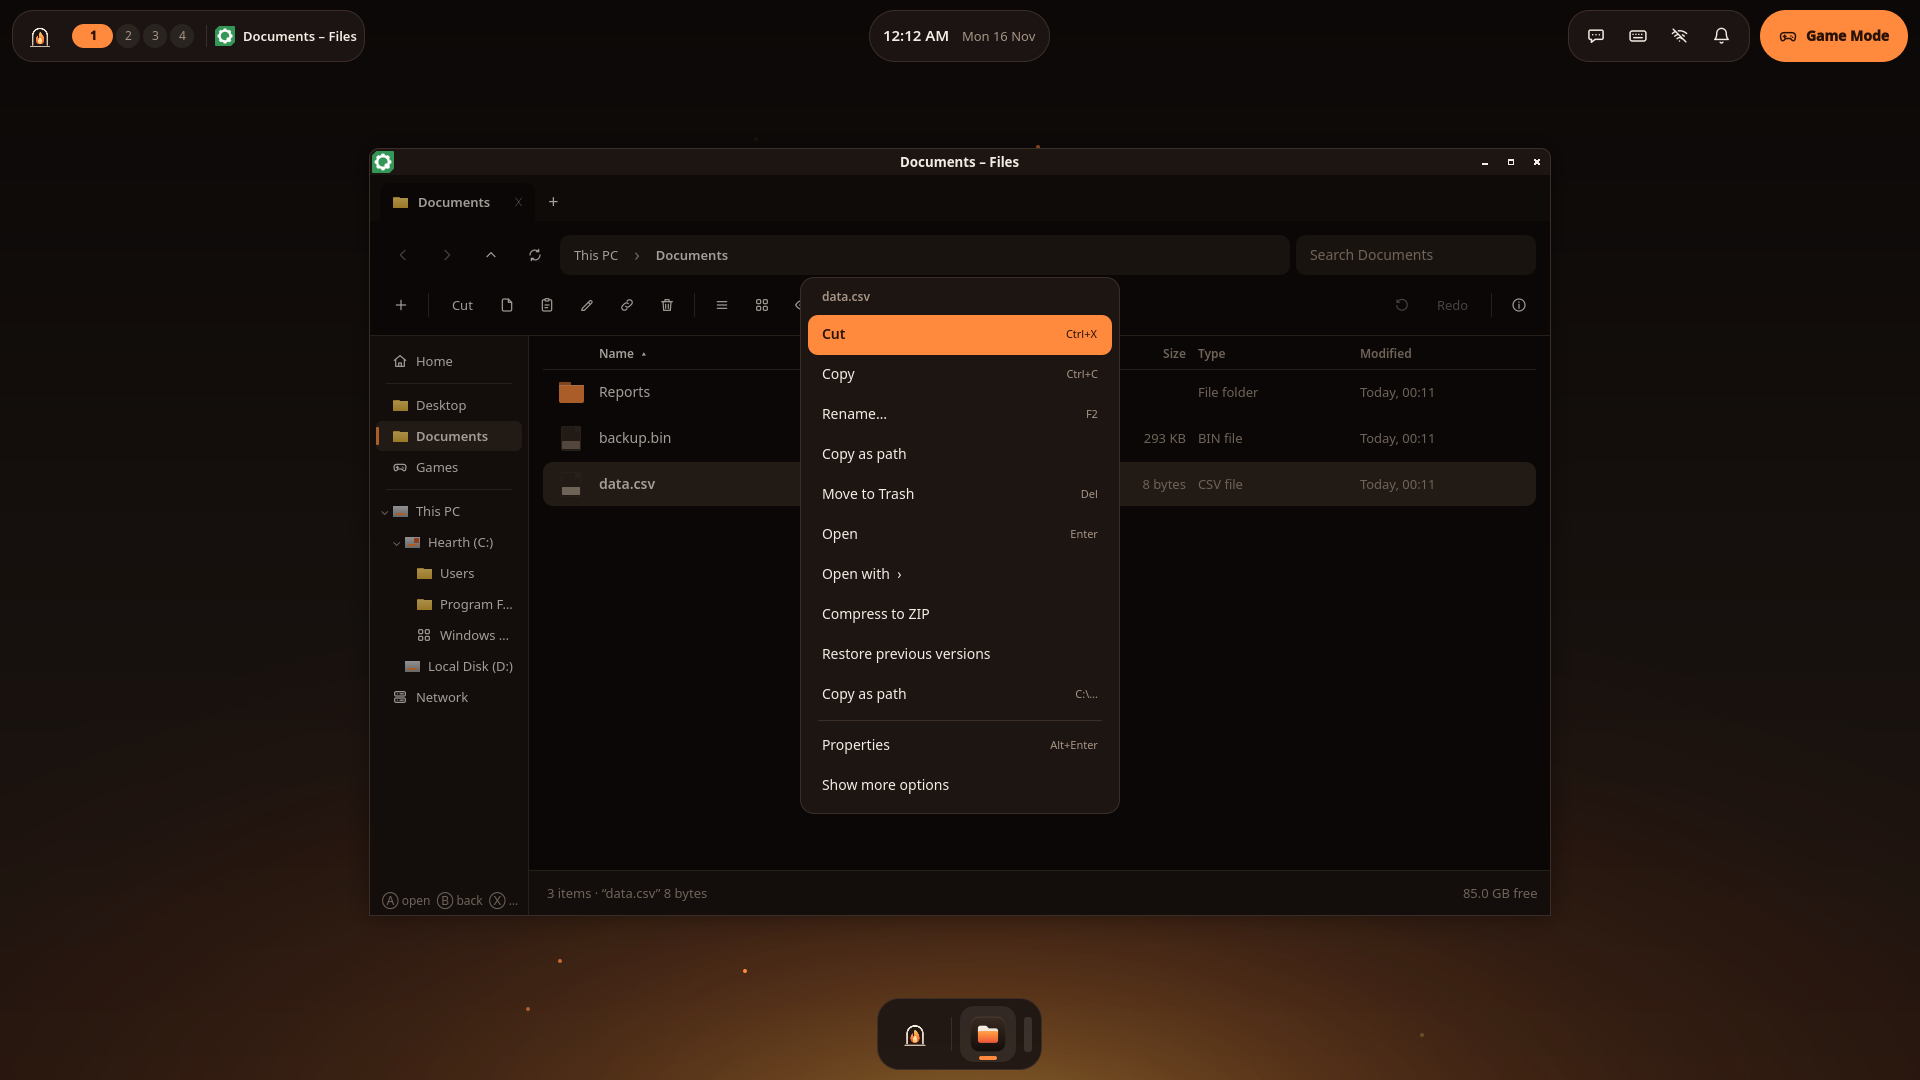 1 2 3 4 Documents – Files
12:12 AM Mon 16 Nov
Game Mode
Documents – Files
Documents X +
This PC › Documents
Search Documents
Cut
Redo
data.csv
Cut Ctrl+X
Copy Ctrl+C
Rename... F2
Copy as path
Move to Trash Del
Open Enter
Open with ›
Compress to ZIP
Restore previous versions
Copy as path C:\...
Properties Alt+Enter
Show more options
Home
Desktop
Documents
Games
This PC
Hearth (C:)
Users
Program F...
Windows ...
Local Disk (D:)
Network
A open B back X ...
Name Size Type Modified
Reports File folder Today, 00:11
backup.bin 293 KB BIN file Today, 00:11
data.csv 8 bytes CSV file Today, 00:11
3 items · “data.csv” 8 bytes
85.0 GB free